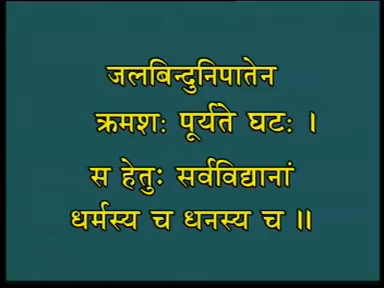 जलबिन्दुनिपातेन
क्रमशः पूर्यते घटः ।
स हेतुः सर्वविद्यानां
धर्मस्य च धनस्य च ॥